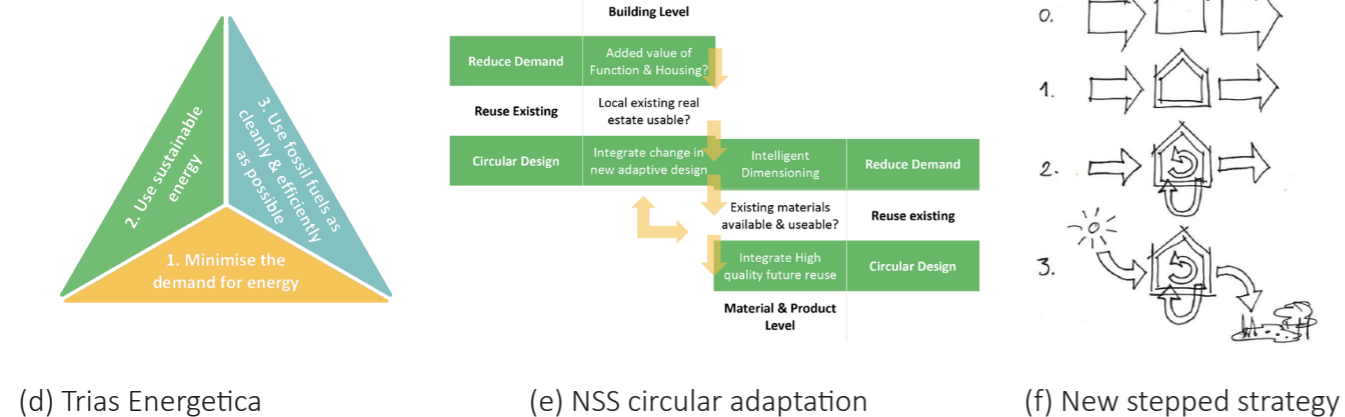 2. Use sustainable
energy
3. Use fossil fuels as
cleanly & efficiently
as possible
1. Minimise the
demand for energy
Building Level
Reduce Demand
Added value of
Function & Housing?
Reuse Existing
Local existing real
estate usable?
Circular Design
Integrate change in
new adaptive design
Intelligent
Dimensioning
Reduce Demand
Existing materials
available & useable?
Reuse existing
Integrate High
quality future reuse
Circular Design
Material & Product
Level
0.
1.
2.
3.
(d) Trias Energetica
(e) NSS circular adaptation
(f) New stepped strategy